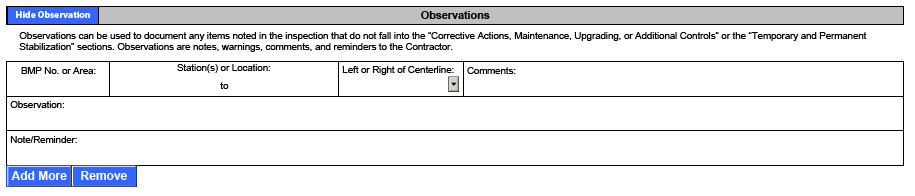 Hide Observation
Observations
Observations can be used to document any items noted in the inspection that do not fall into the "Corrective Actions, Maintenance, Upgrading, or Additional Controls" or the "Temporary and Permanent
Stabilization" sections. Observations are notes, warnings, comments, and reminders to the Contractor.
BMP No. or Area:
Station(s) or Location:
to
Left or Right of Centerline:
Comments:
Observation:
Note/Reminder:
Add More
Remove